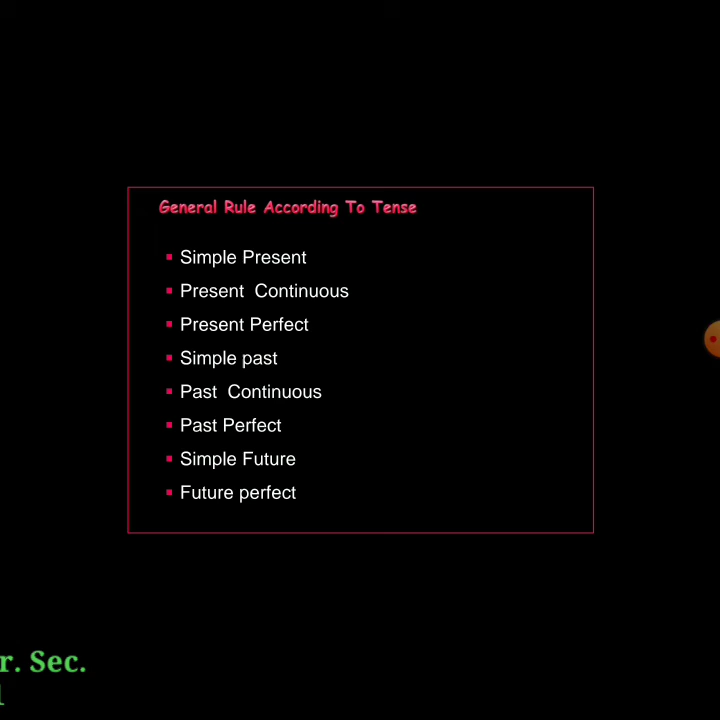 General Rule According To Tense
Simple Present
Present Continuous
Present Perfect
Simple past
Past Continuous
Past Perfect
Simple Future
Future perfect
r. Sec.